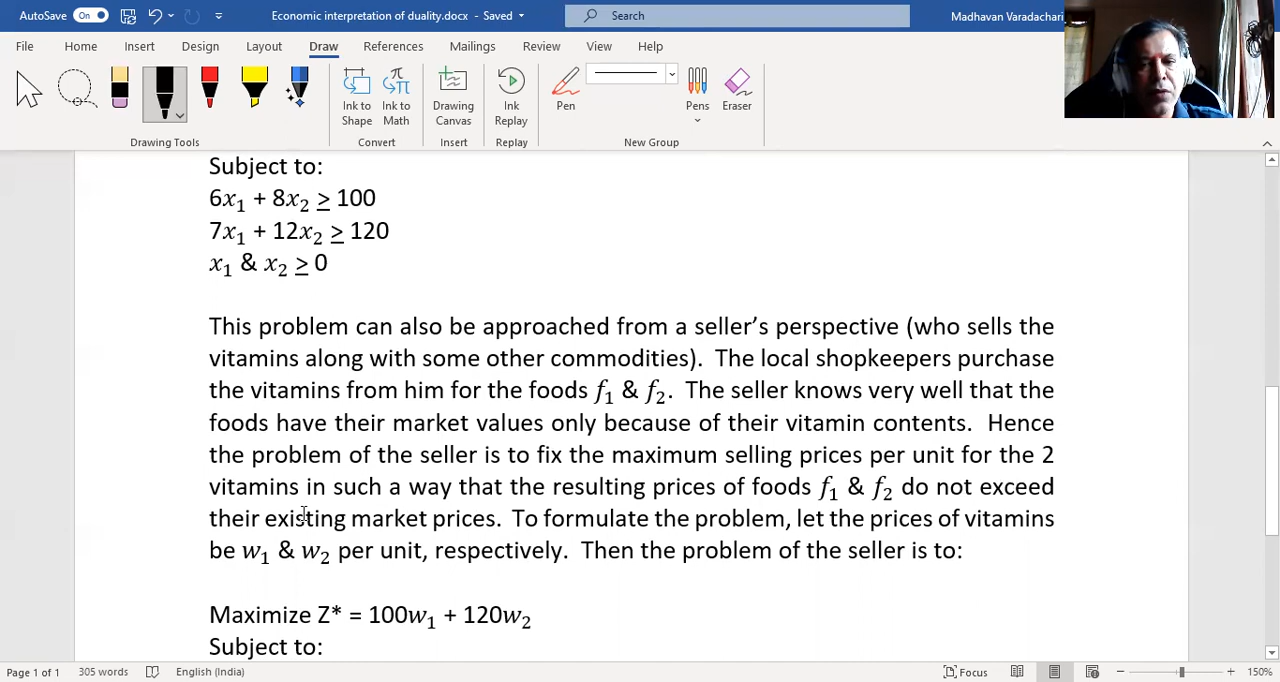 AutoSave On Economic interpretation of duality.docx - Saved Search Madhavan Varadachari
File Home Insert Design Layout Draw References Mailings Review View Help
Ink to Shape Ink to Math Drawing Canvas Ink Replay Pen Pens Eraser
Drawing Tools Convert Insert Replay New Group
Subject to:
6𝑥₁ + 8𝑥₂ ≥ 100
7𝑥₁ + 12𝑥₂ ≥ 120
𝑥₁ & 𝑥₂ ≥ 0
This problem can also be approached from a seller’s perspective (who sells the
vitamins along with some other commodities). The local shopkeepers purchase
the vitamins from him for the foods 𝑓₁ & 𝑓₂. The seller knows very well that the
foods have their market values only because of their vitamin contents. Hence
the problem of the seller is to fix the maximum selling prices per unit for the 2
vitamins in such a way that the resulting prices of foods 𝑓₁ & 𝑓₂ do not exceed
their existing market prices. To formulate the problem, let the prices of vitamins
be 𝑤₁ & 𝑤₂ per unit, respectively. Then the problem of the seller is to:
Maximize Z* = 100𝑤₁ + 120𝑤₂
Subject to:
Page 1 of 1 305 words English (India) Focus 150%